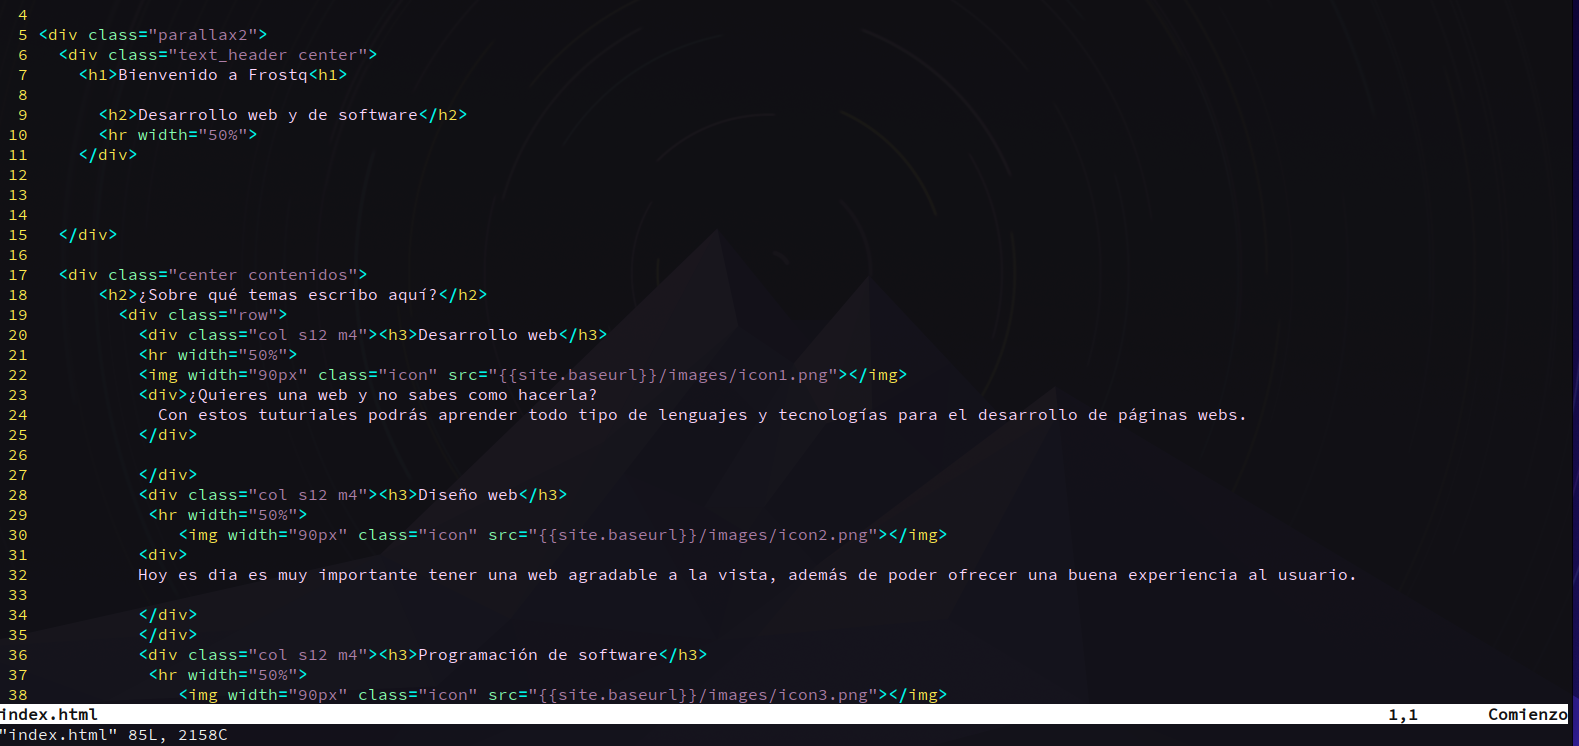 4
5 <div class="parallax2">
6 <div class="text_header center">
7 <h1>Bienvenido a Frostq<h1>
8
9 <h2>Desarrollo web y de software</h2>
10 <hr width="50%">
11 </div>
12
13
14
15 </div>
16
17 <div class="center contenidos">
18 <h2>¿Sobre qué temas escribo aquí?</h2>
19 <div class="row">
20 <div class="col s12 m4"><h3>Desarrollo web</h3>
21 <hr width="50%">
22 <img width="90px" class="icon" src="{{site.baseurl}}/images/icon1.png"></img>
23 <div>¿Quieres una web y no sabes como hacerla?
24 Con estos tuturiales podrás aprender todo tipo de lenguajes y tecnologías para el desarrollo de páginas webs.
25 </div>
26
27 </div>
28 <div class="col s12 m4"><h3>Diseño web</h3>
29 <hr width="50%">
30 <img width="90px" class="icon" src="{{site.baseurl}}/images/icon2.png"></img>
31 <div>
32 Hoy es dia es muy importante tener una web agradable a la vista, además de poder ofrecer una buena experiencia al usuario.
33
34 </div>
35 </div>
36 <div class="col s12 m4"><h3>Programación de software</h3>
37 <hr width="50%">
38 <img width="90px" class="icon" src="{{site.baseurl}}/images/icon3.png"></img>
index.html 1,1 Comienzo
"index.html" 85L, 2158C